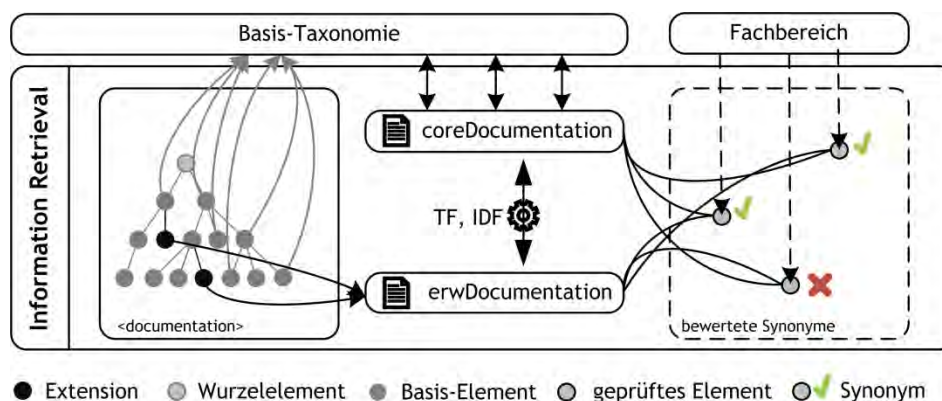 Basis-Taxonomie
Fachbereich
Information Retrieval
coreDocumentation
TF, IDF
erwDocumentation
<documentation>
bewertete Synonyme
Extension
Wurzelelement
Basis-Element
geprüftes Element
Synonym